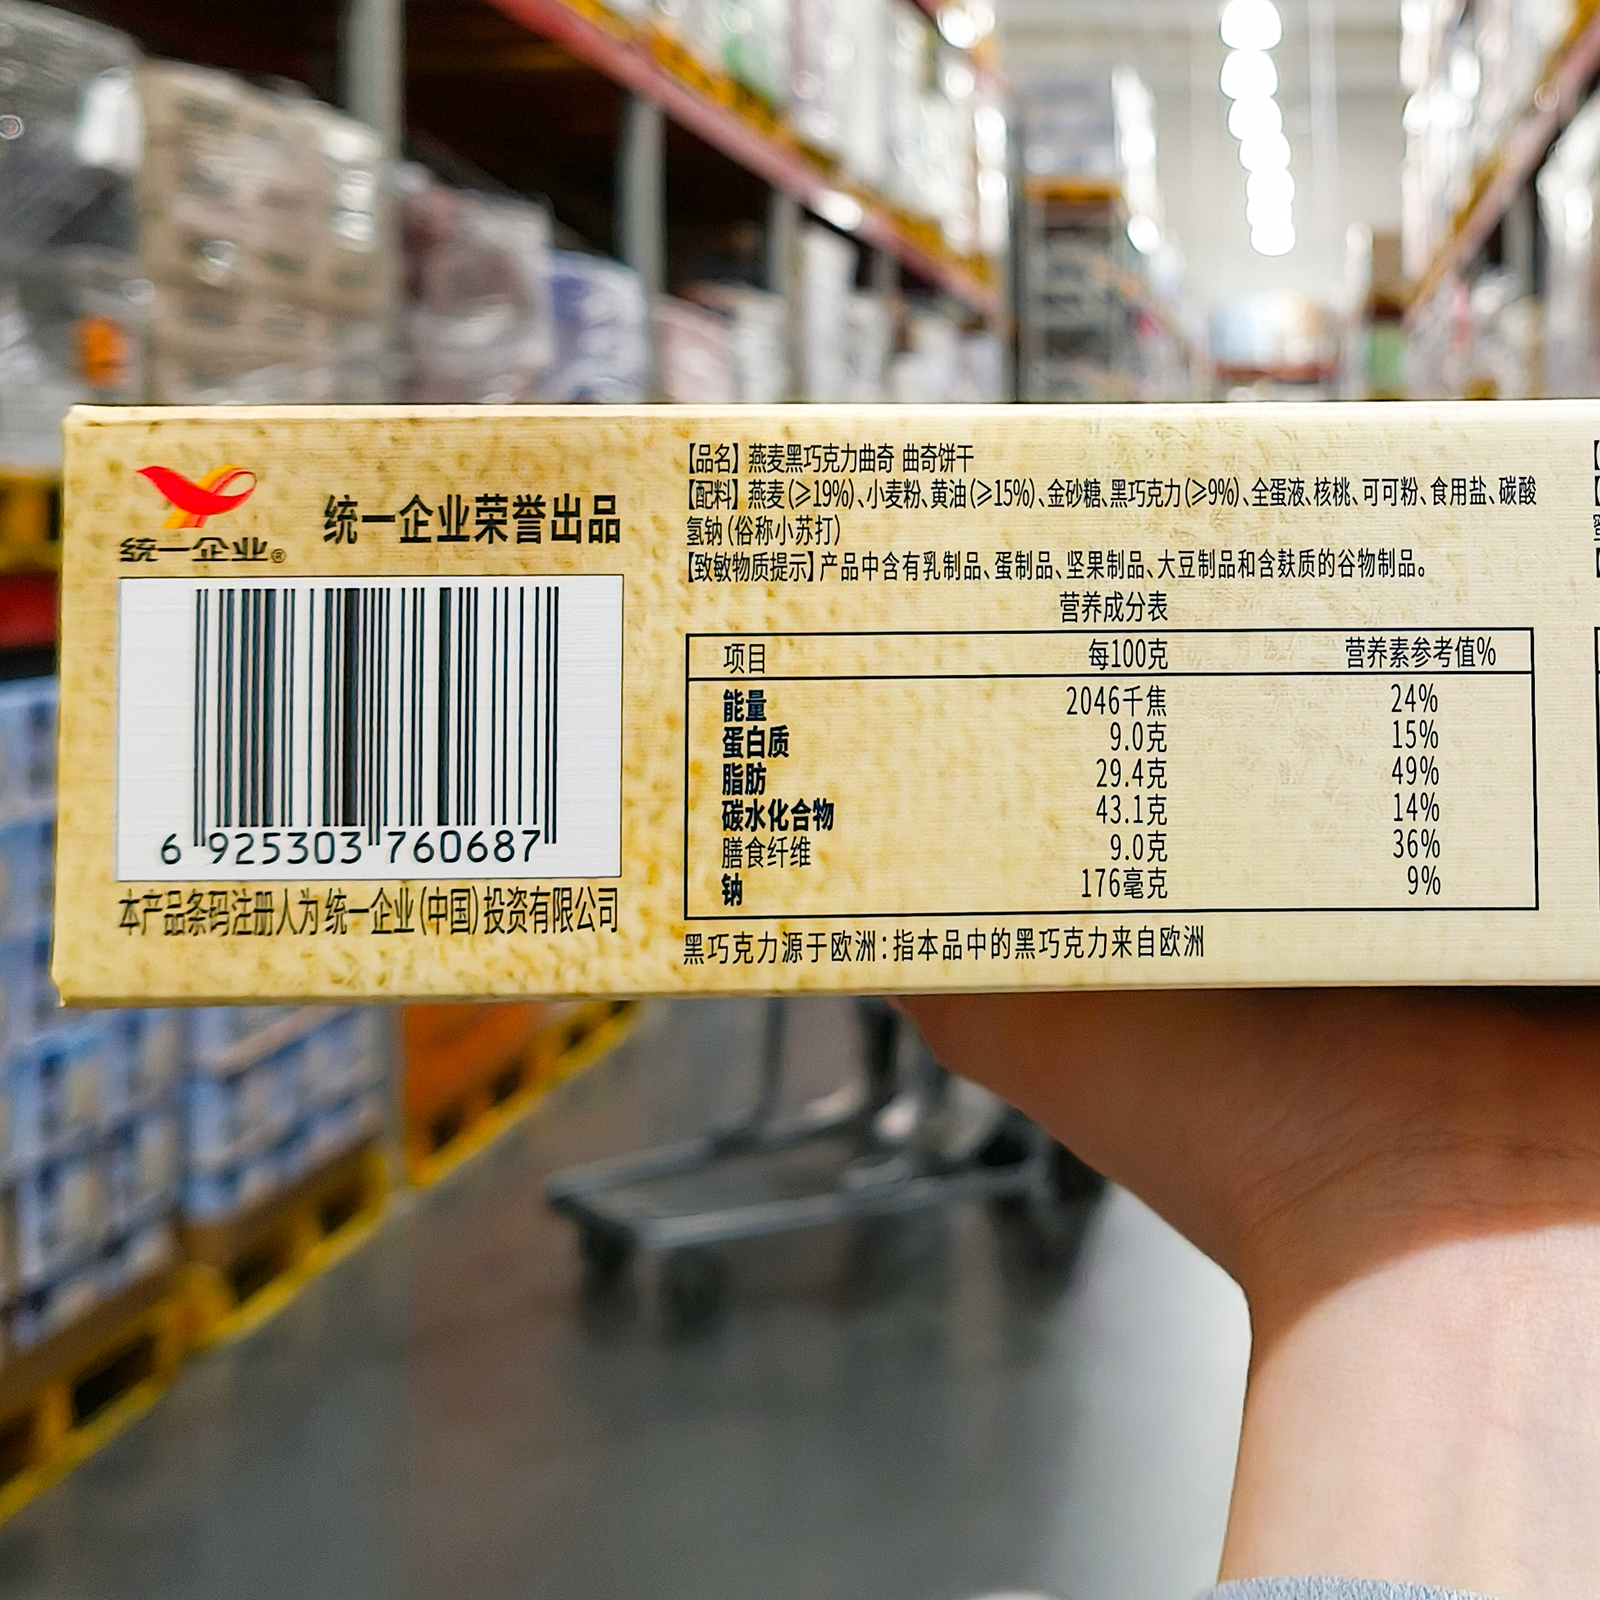 统一企业®
统一企业荣誉出品
6 925303 760687
本产品条码注册人为统一企业(中国)投资有限公司
【品名】燕麦黑巧克力曲奇 曲奇饼干
【配料】燕麦(≥19%)、小麦粉、黄油(≥15%)、金砂糖、黑巧克力(≥9%)、全蛋液、核桃、可可粉、食用盐、碳酸
氢钠(俗称小苏打)
【致敏物质提示】产品中含有乳制品、蛋制品、坚果制品、大豆制品和含麸质的谷物制品。
营养成分表
项目 每100克 营养素参考值%
能量 2046千焦 24%
蛋白质 9.0克 15%
脂肪 29.4克 49%
碳水化合物 43.1克 14%
膳食纤维 9.0克 36%
钠 176毫克 9%
黑巧克力源于欧洲:指本品中的黑巧克力来自欧洲